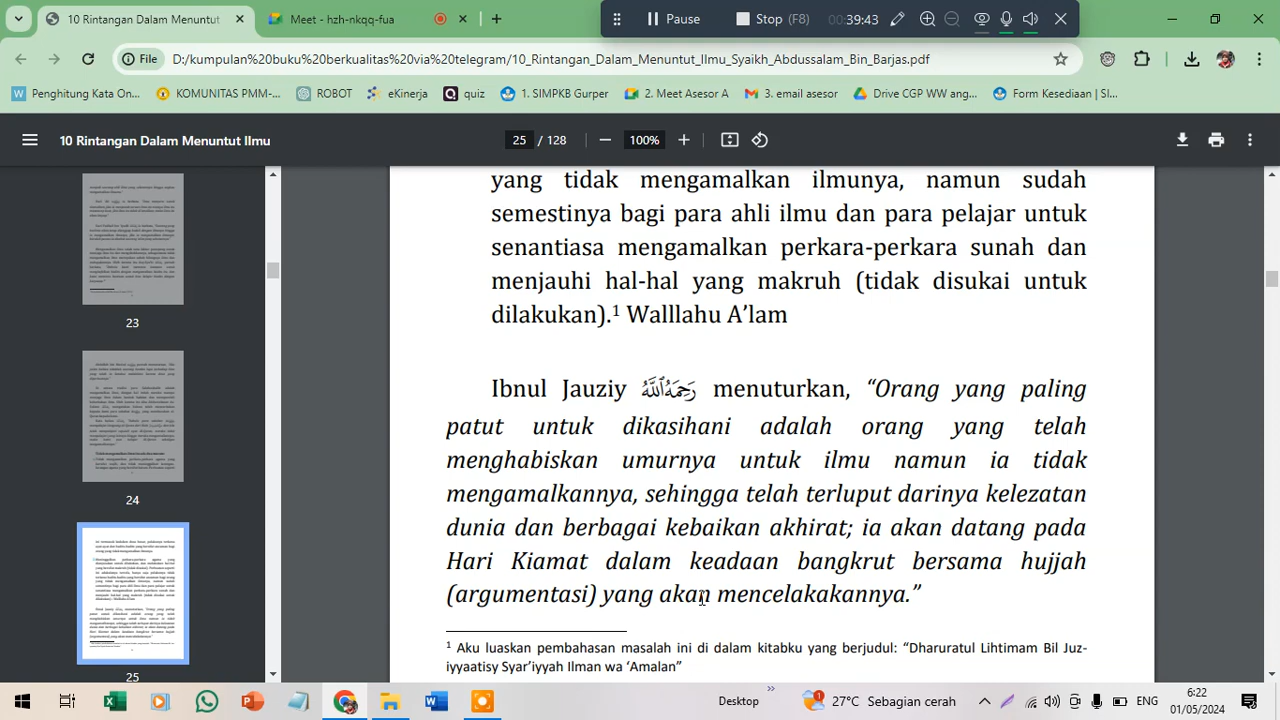 10 Rintangan Dalam Menuntut
Meet - hzh-nkqq-fua
Pause
Stop (F8)
00:39:43
File
D:/kumpulan%20buku%20berkualitas%20via%20telegram/10_Rintangan_Dalam_Menuntut_Ilmu_Syaikh_Abdussalam_Bin_Barjas.pdf
Penghitung Kata On...
KOMUNITAS PMM-...
ROBOT
eKinerja
quiz
1. SIMPKB Gurper
2. Meet Asesor A
3. email asesor
Drive CGP WW ang...
Form Kesediaan | SI...
10 Rintangan Dalam Menuntut Ilmu
25 / 128
100%
23
24
25
yang tidak mengamalkan ilmunya, namun sudah
semestinya bagi para ahli ilmu dan para pelajar untuk
senantiasa mengamalkan perkara-perkara sunah dan
menjauhi hal-hal yang makruh (tidak disukai untuk
dilakukan).¹ Walllahu A’lam
Ibnul Jauziy رَحِمَهُ اللَّهُ menuturkan, “Orang yang paling
patut untuk dikasihani adalah orang yang telah
menghabiskan umurnya untuk ilmu namun ia tidak
mengamalkannya, sehingga telah terluput darinya kelezatan
dunia dan berbagai kebaikan akhirat; ia akan datang pada
Hari Kiamat dalam keadaan bangkrut bersama hujjah
(argumentasi) yang akan mencelakakannya.”
¹ Aku luaskan pembahasan masalah ini di dalam kitabku yang berjudul: “Dharuratul Lihtimam Bil Juz-
iyyaatisy Syar’iyyah Ilman wa ‘Amalan”
Desktop
27°C Sebagian cerah
ENG
6:22
01/05/2024